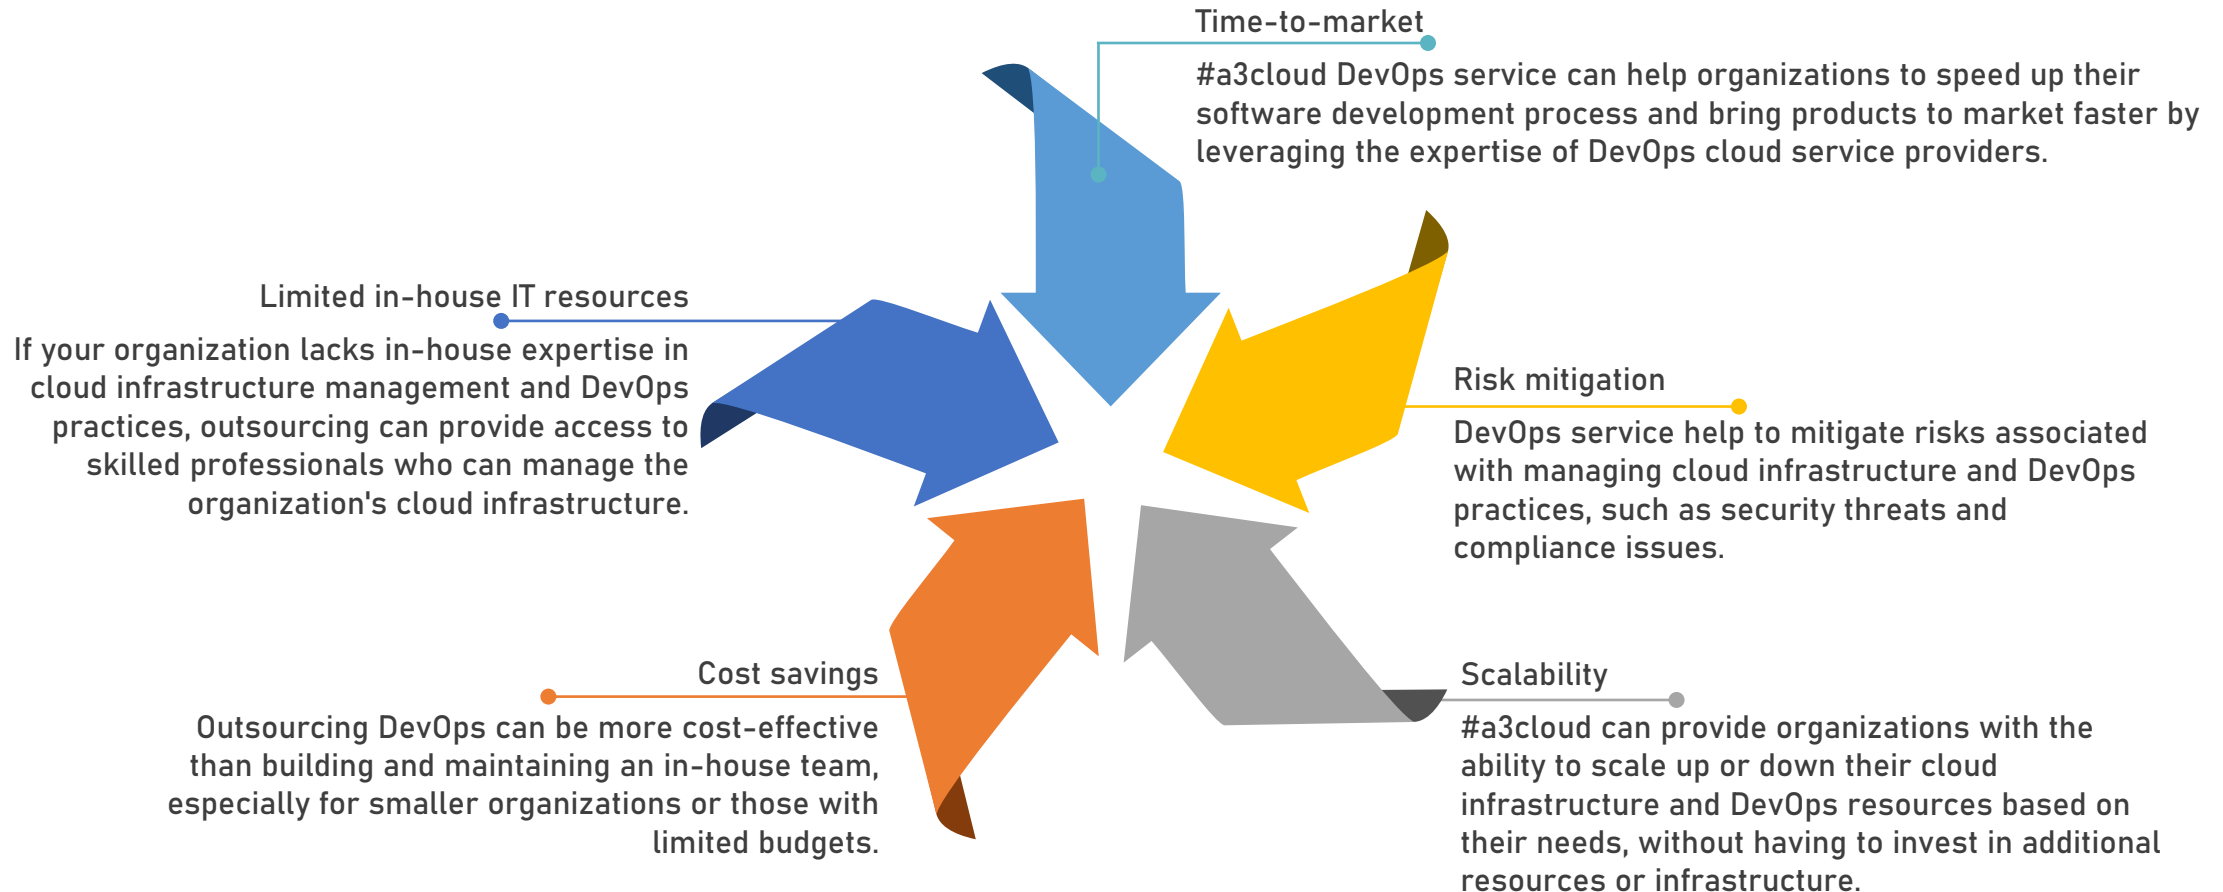 Time-to-market
#a3cloud DevOps service can help organizations to speed up their
software development process and bring products to market faster by
leveraging the expertise of DevOps cloud service providers.
Limited in-house IT resources
If your organization lacks in-house expertise in
cloud infrastructure management and DevOps
practices, outsourcing can provide access to
skilled professionals who can manage the
organization's cloud infrastructure.
Risk mitigation
DevOps service help to mitigate risks associated
with managing cloud infrastructure and DevOps
practices, such as security threats and
compliance issues.
Cost savings
Outsourcing DevOps can be more cost-effective
than building and maintaining an in-house team,
especially for smaller organizations or those with
limited budgets.
Scalability
#a3cloud can provide organizations with the
ability to scale up or down their cloud
infrastructure and DevOps resources based on
their needs, without having to invest in additional
resources or infrastructure.